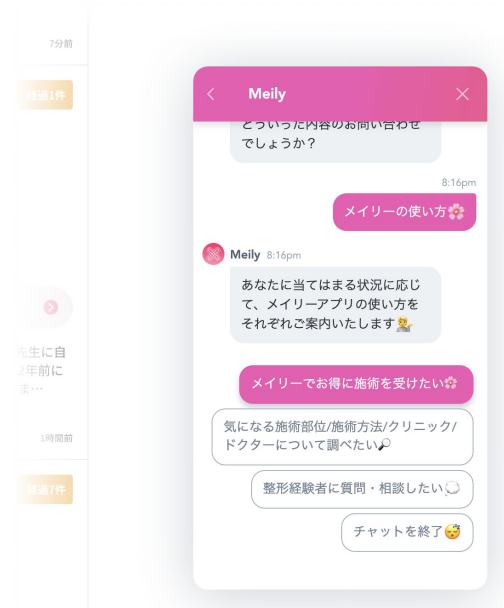 7分前
経過1件
Meily
どういった内容のお問い合わせ
でしょうか？
8:16pm
メイリーの使い方🌸
Meily 8:16pm
あなたに当てはまる状況に応じ
て、メイリーアプリの使い方を
それぞれご案内いたします💁
メイリーでお得に施術を受けたい🌸
気になる施術部位/施術方法/クリニック/
ドクターについて調べたい🔎
整形経験者に質問・相談したい💭
チャットを終了😴
先生に自
2年前に
ま…
1時間前
経過7件